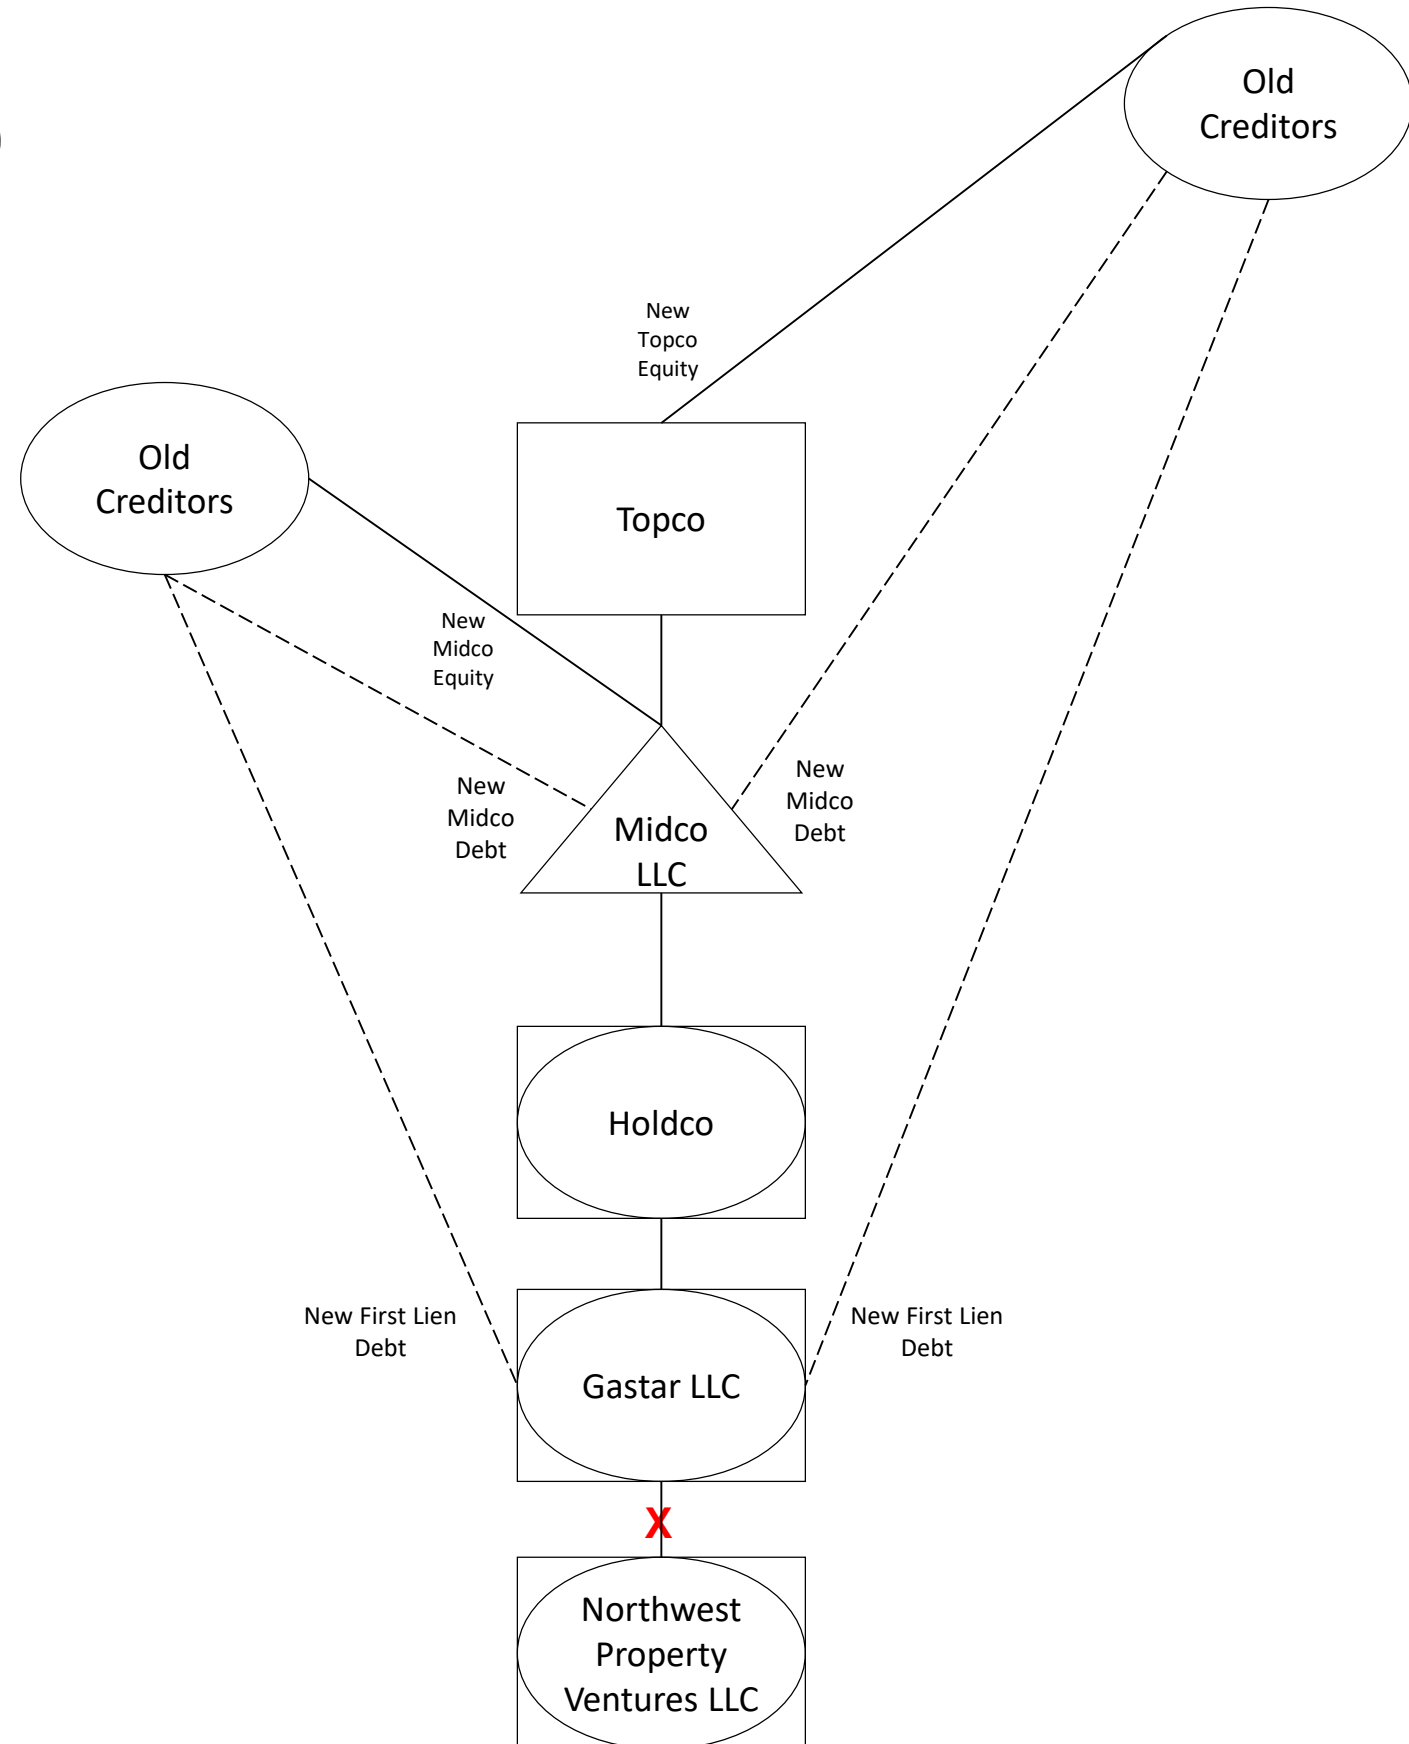 Old
Creditors
New
Topco
Equity
Old
Creditors
Topco
New
Midco
Equity
New
Midco
Debt
New
Midco
Debt
Midco
LLC
Holdco
New First Lien
Debt
New First Lien
Debt
Gastar LLC
X
Northwest
Property
Ventures LLC